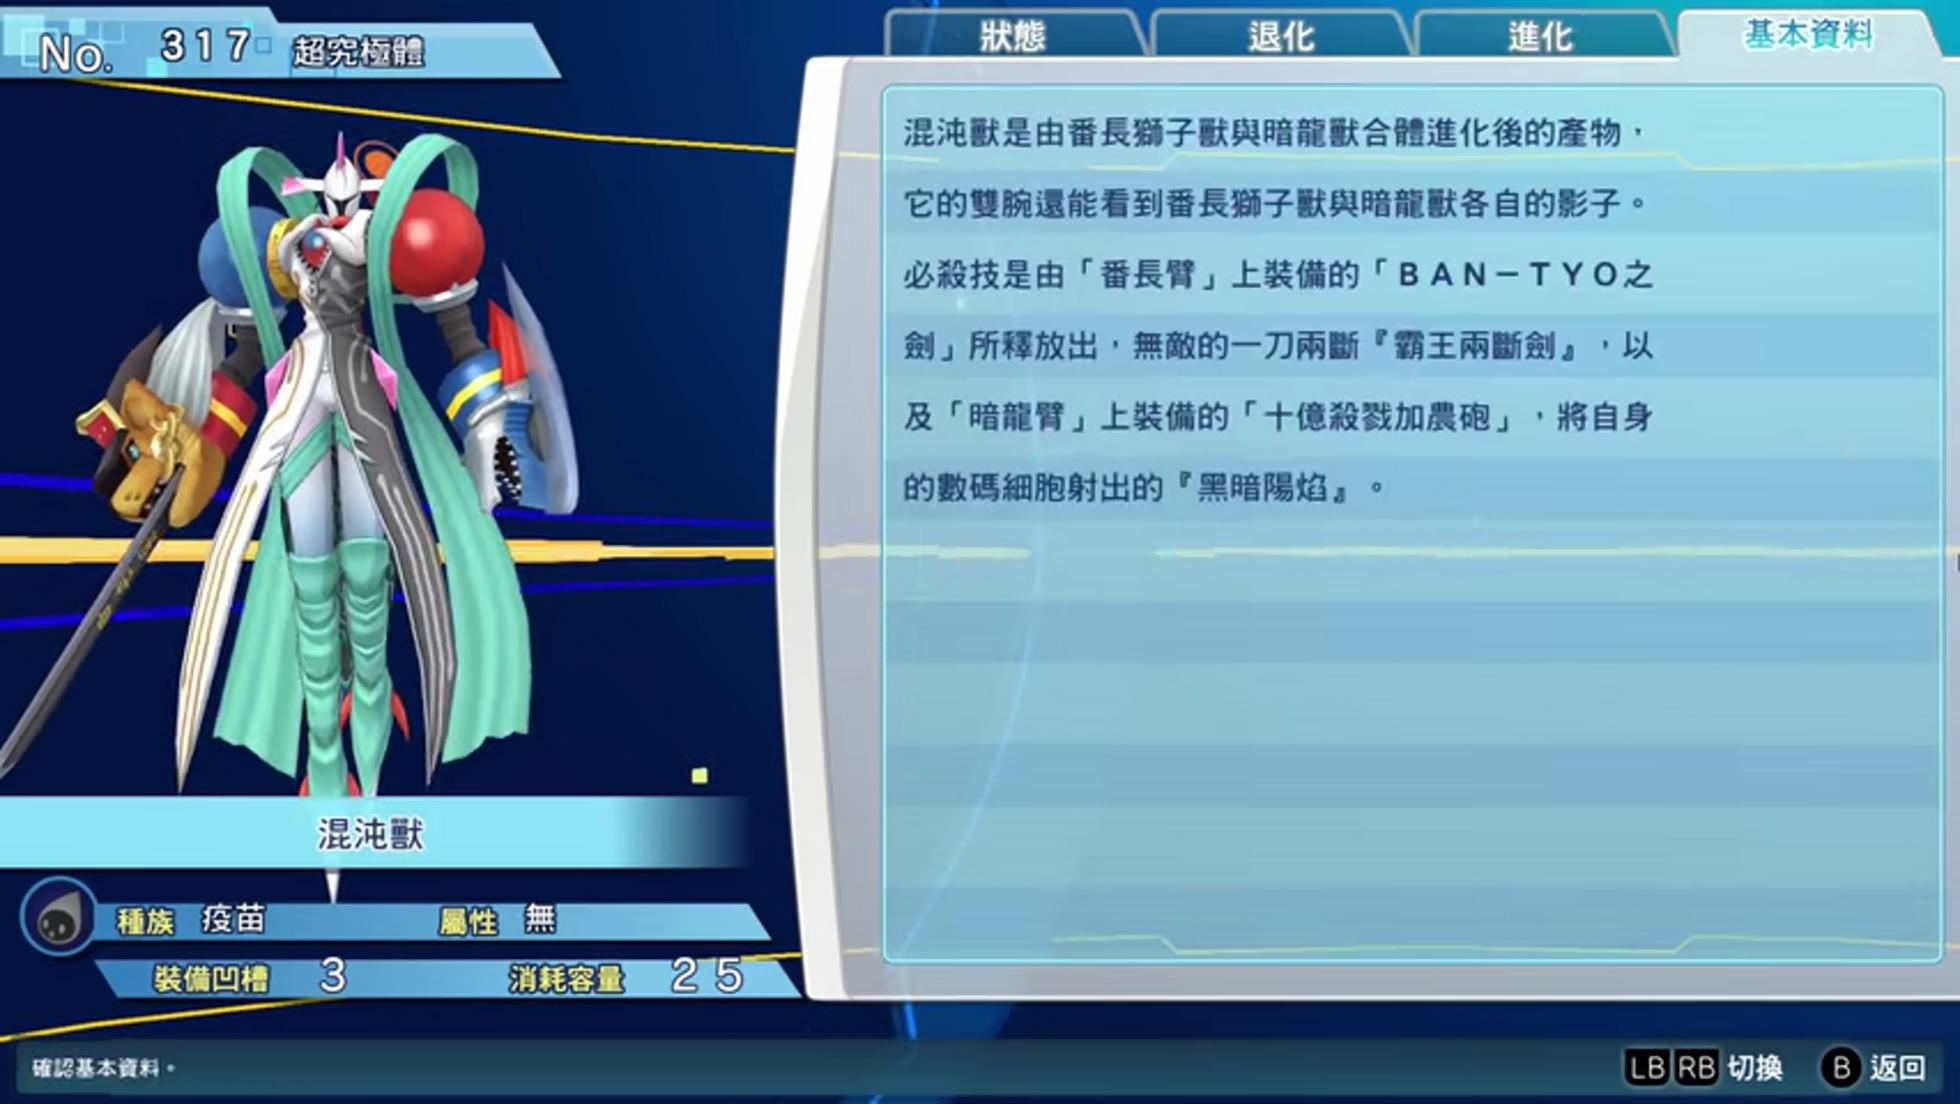 No. 317 超究極體
狀態 退化 進化 基本資料
混沌獸是由番長獅子獸與暗龍獸合體進化後的產物，
它的雙腕還能看到番長獅子獸與暗龍獸各自的影子。
必殺技是由「番長臂」上裝備的「ＢＡＮ－ＴＹＯ之
劍」所釋放出，無敵的一刀兩斷『霸王兩斷劍』，以
及「暗龍臂」上裝備的「十億殺戮加農砲」，將自身
的數碼細胞射出的『黑暗陽焰』。
混沌獸
種族 疫苗 屬性 無
裝備凹槽 3 消耗容量 25
確認基本資料。
LB RB 切換 B 返回